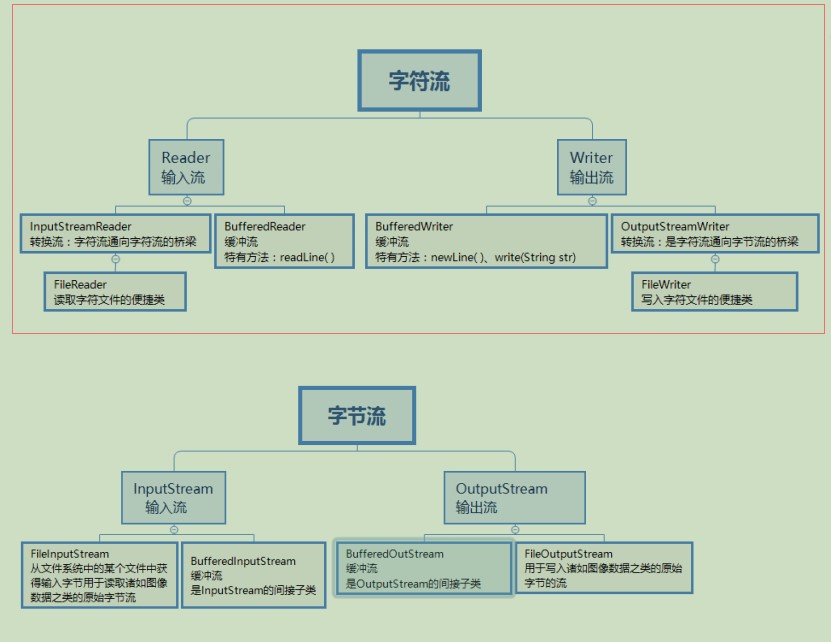 字符流
Reader
输入流
Writer
输出流
InputStreamReader
转换流：字符流通向字符流的桥梁
BufferedReader
缓冲流
特有方法：readLine( )
BufferedWriter
缓冲流
特有方法：newLine( )、write(String str)
OutputStreamWriter
转换流：是字符流通向字节流的桥梁
FileReader
读取字符文件的便捷类
FileWriter
写入字符文件的便捷类
字节流
InputStream
输入流
OutputStream
输出流
FileInputStream
从文件系统中的某个文件中获
得输入字节用于读取诸如图像
数据之类的原始字节流
BufferedInputStream
缓冲流
是InputStream的间接子类
BufferedOutStream
缓冲流
是OutputStream的间接子类
FileOutputStream
用于写入诸如图像数据之类的原始
字节的流